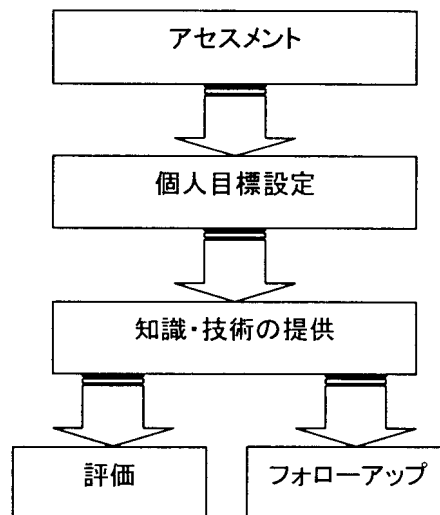 アセスメント
個人目標設定
知識・技術の提供
評価
フォローアップ